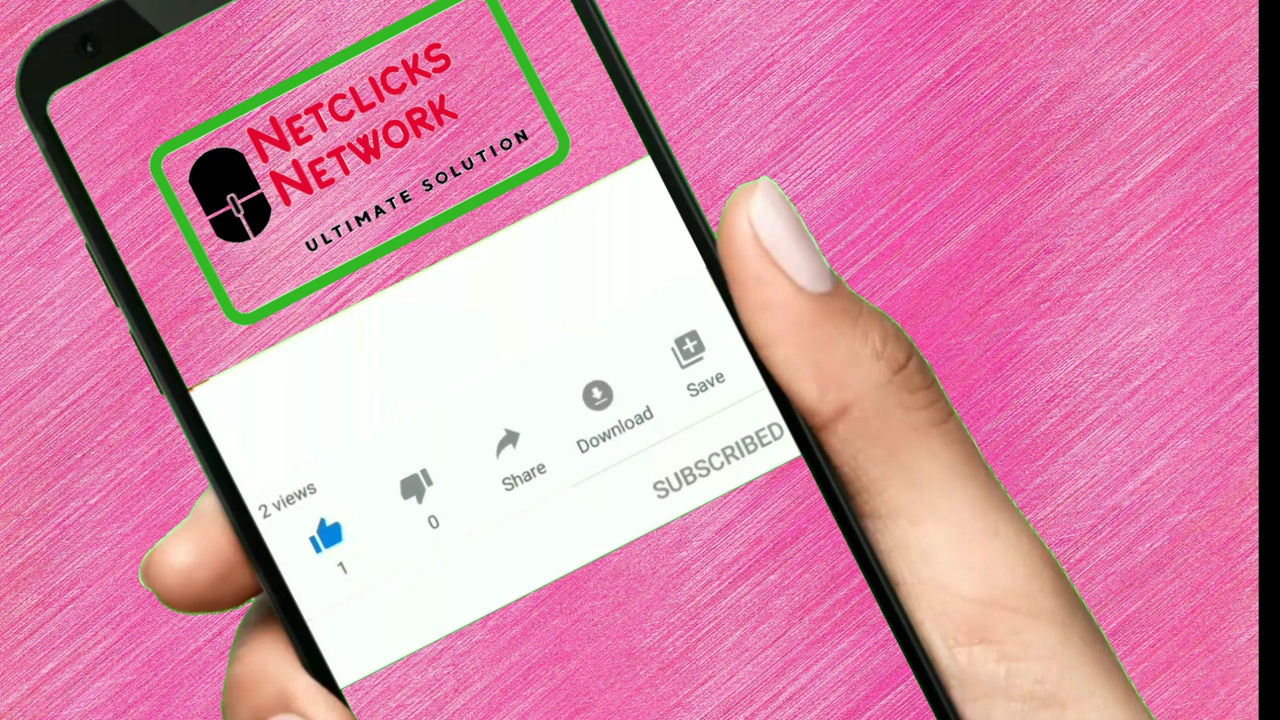 NETCLICKS
NETWORK
ULTIMATE SOLUTION
2 views
1
0
Share
Download
Save
SUBSCRIBED